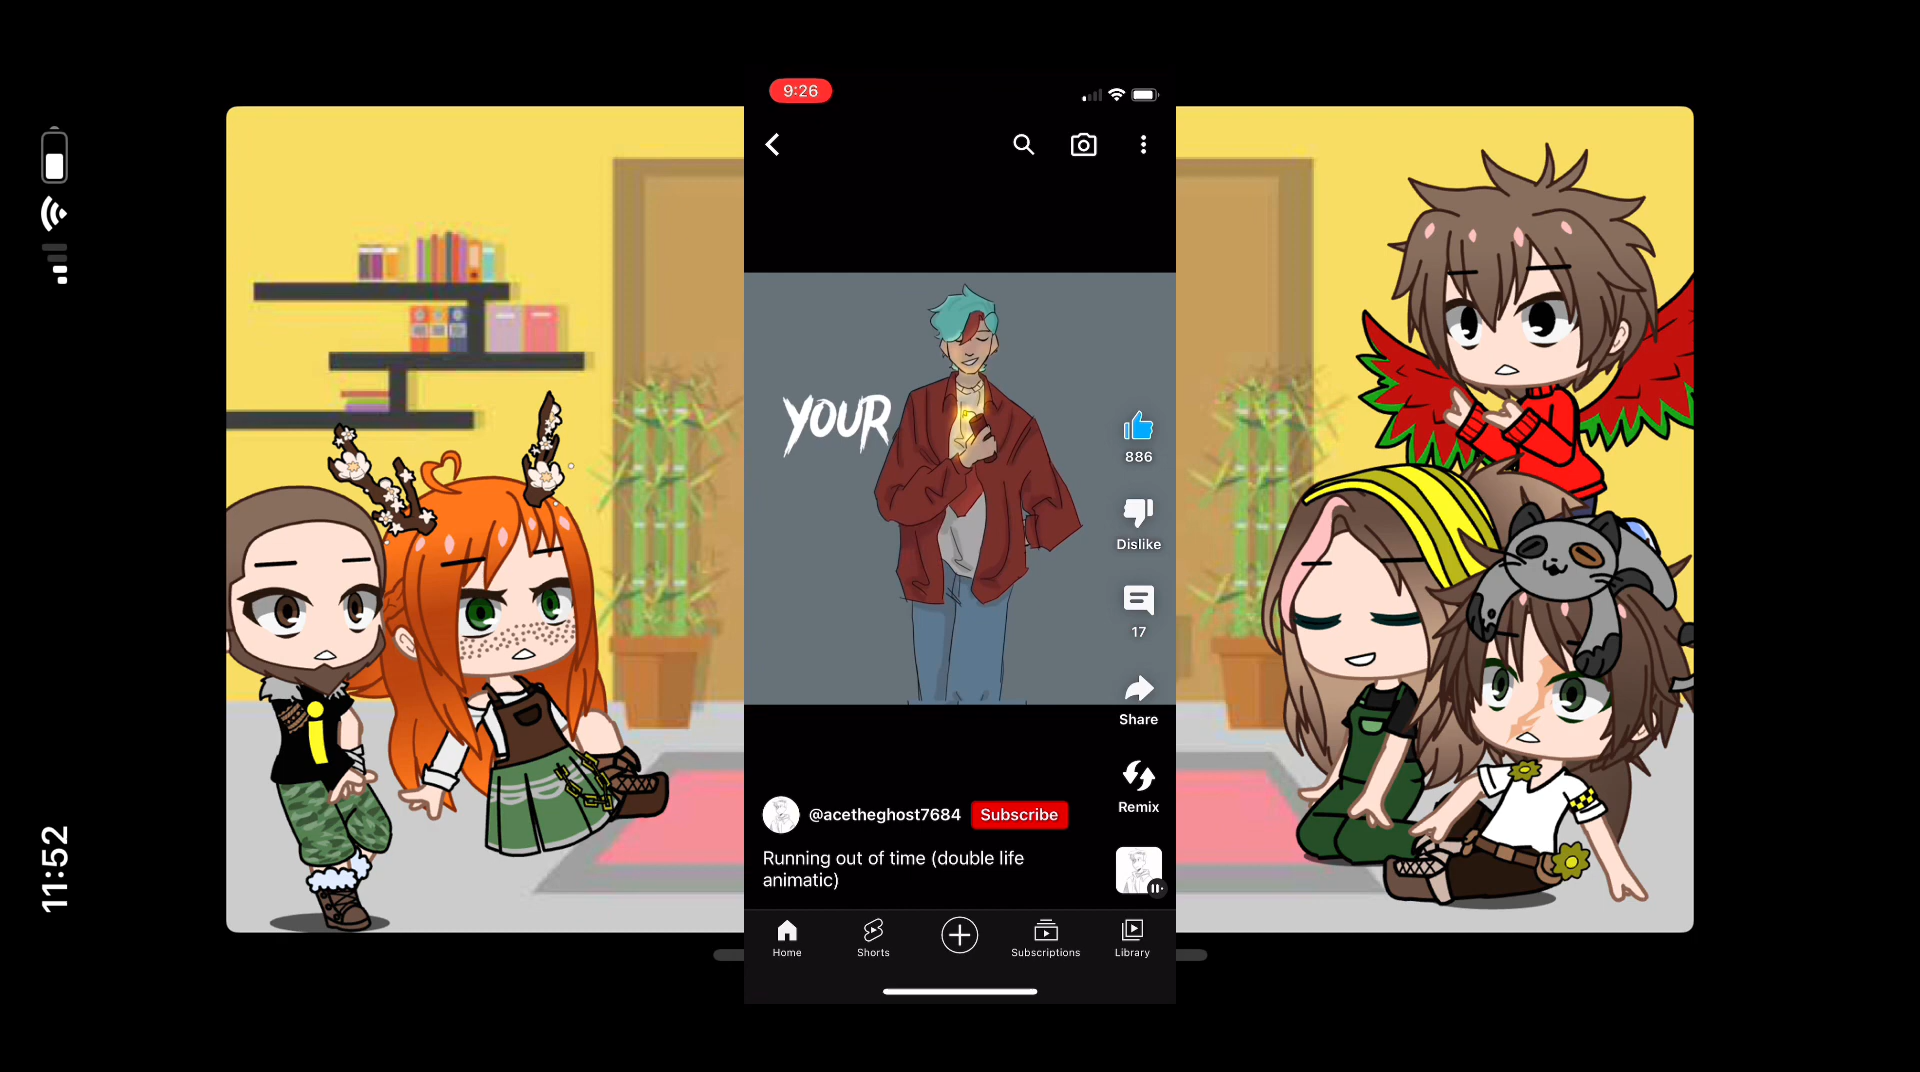 11:52
9:26
YOUR
886
Dislike
17
Share
Remix
@acetheghost7684 Subscribe
Running out of time (double life
animatic)
Home Shorts Subscriptions Library